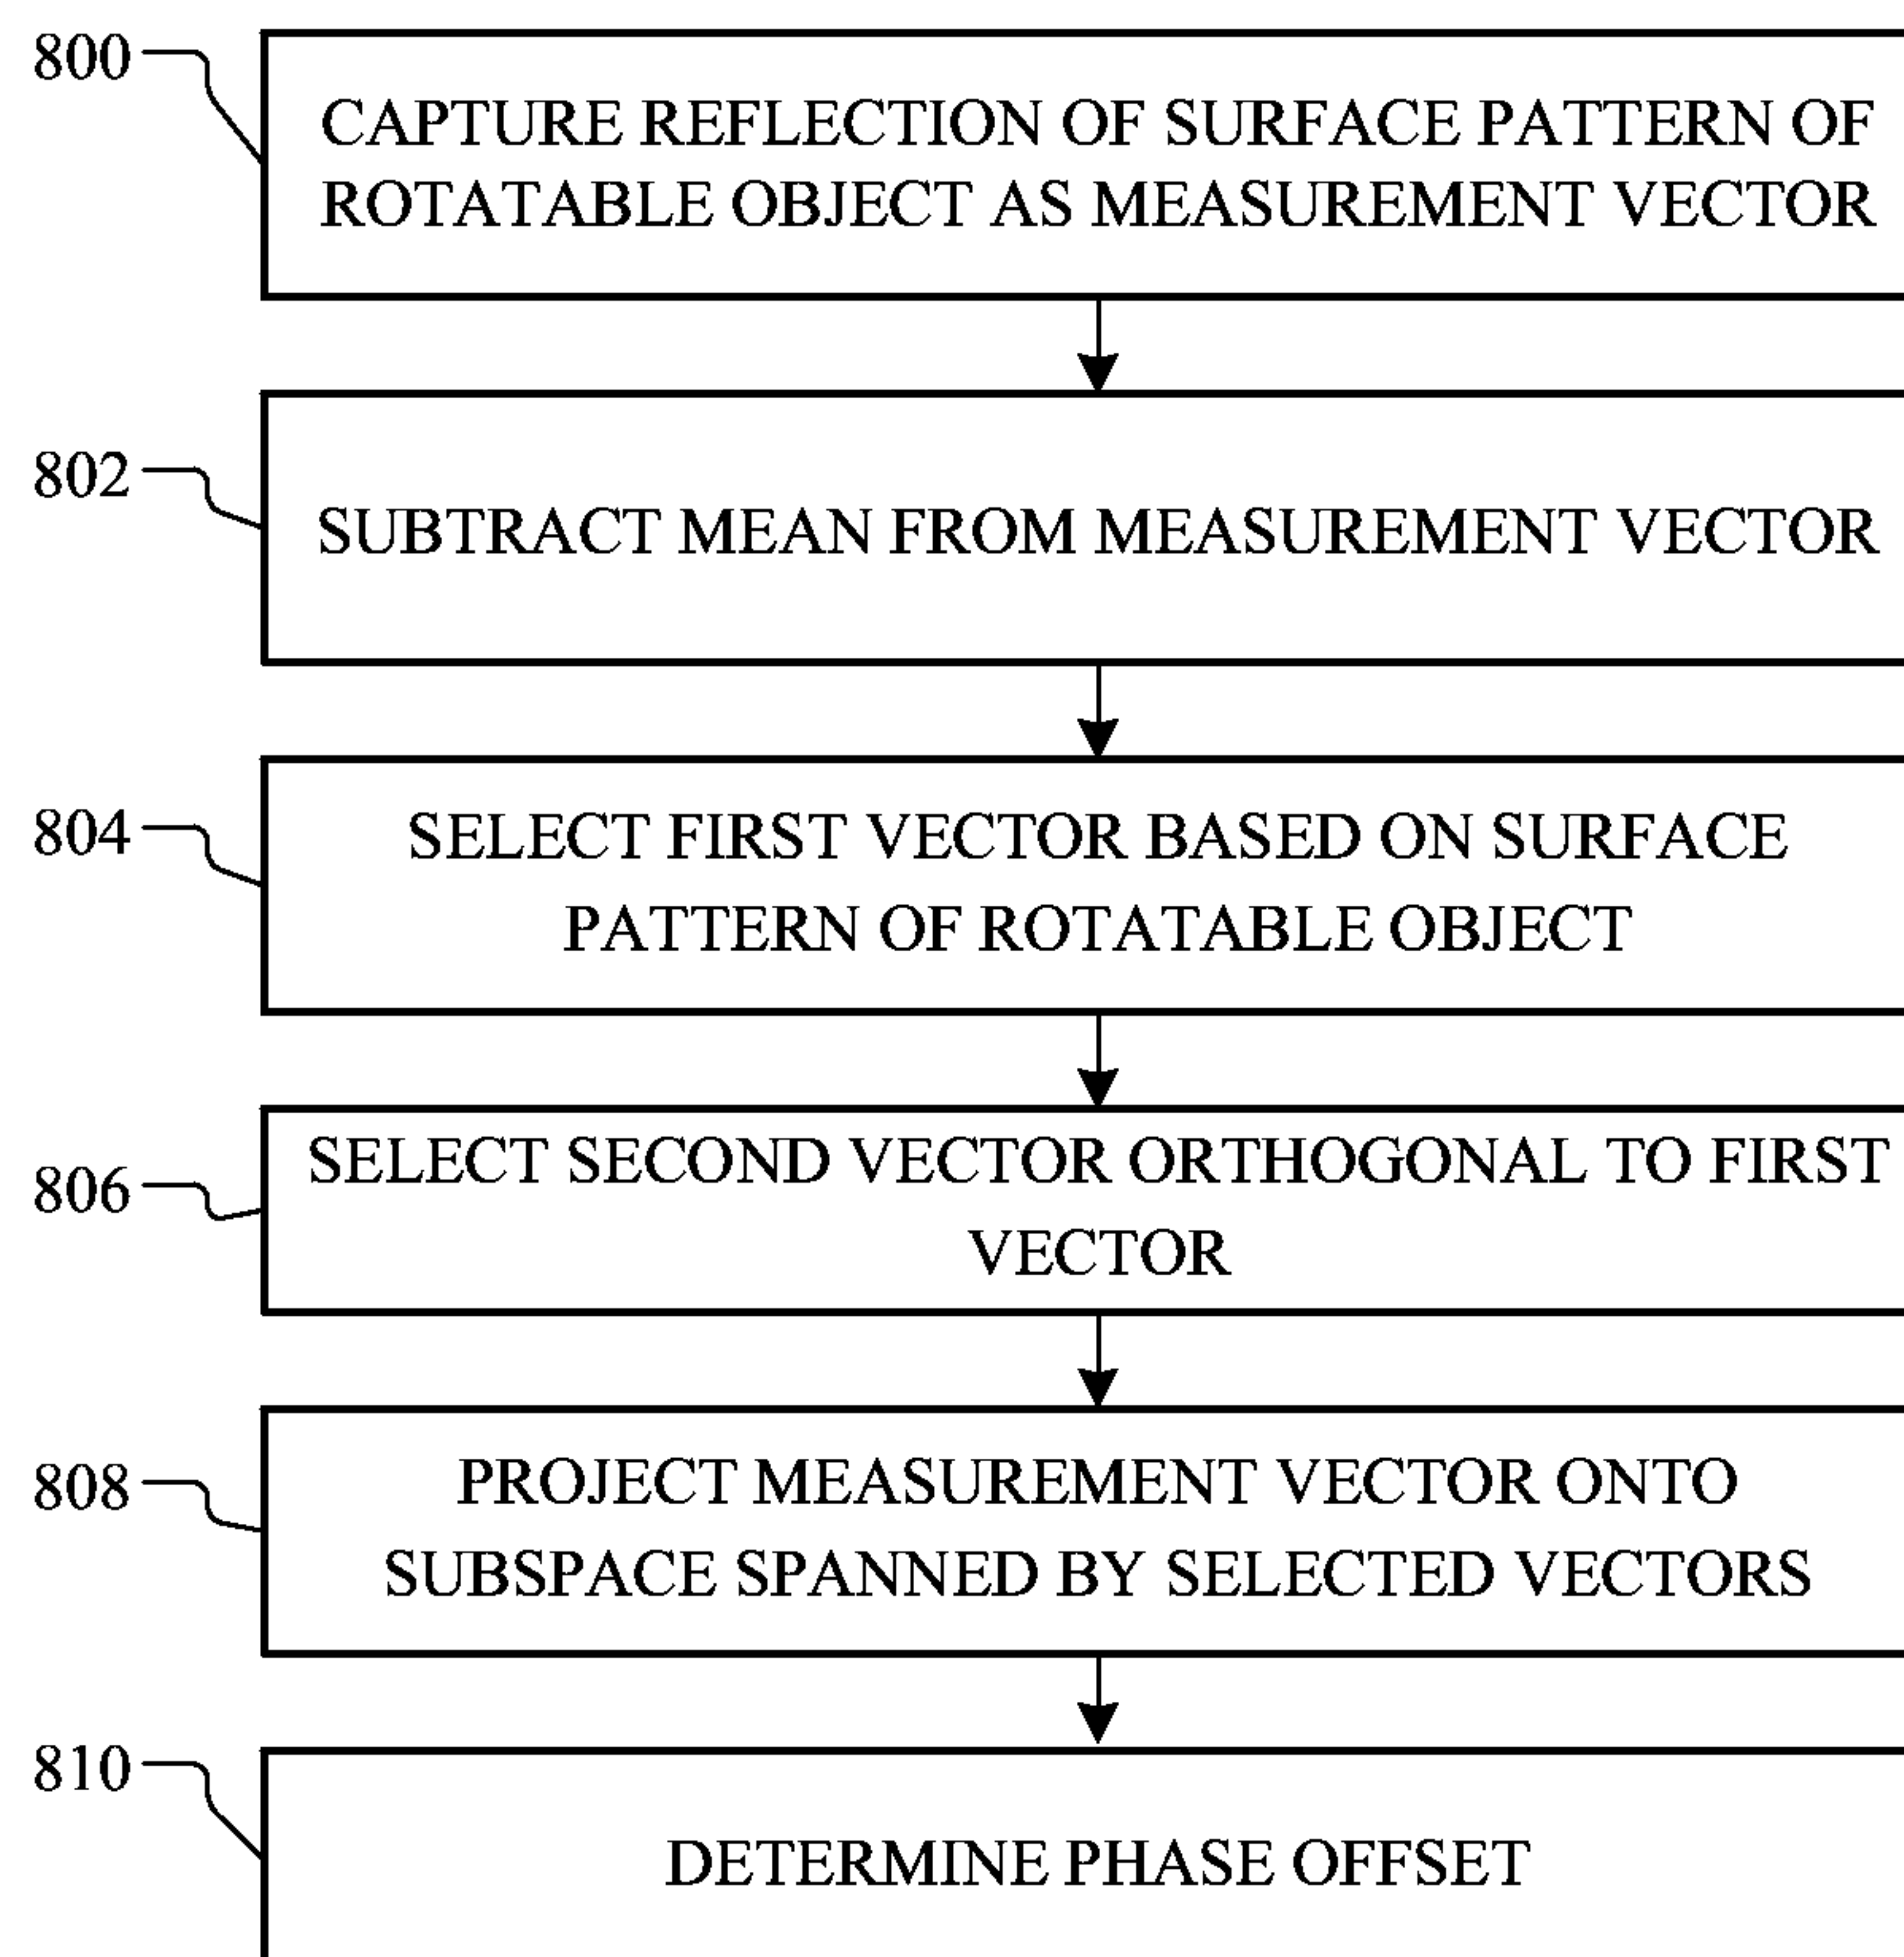 800
CAPTURE REFLECTION OF SURFACE PATTERN OF
ROTATABLE OBJECT AS MEASUREMENT VECTOR
802
SUBTRACT MEAN FROM MEASUREMENT VECTOR
804
SELECT FIRST VECTOR BASED ON SURFACE
PATTERN OF ROTATABLE OBJECT
806
SELECT SECOND VECTOR ORTHOGONAL TO FIRST
VECTOR
808
PROJECT MEASUREMENT VECTOR ONTO
SUBSPACE SPANNED BY SELECTED VECTORS
810
DETERMINE PHASE OFFSET